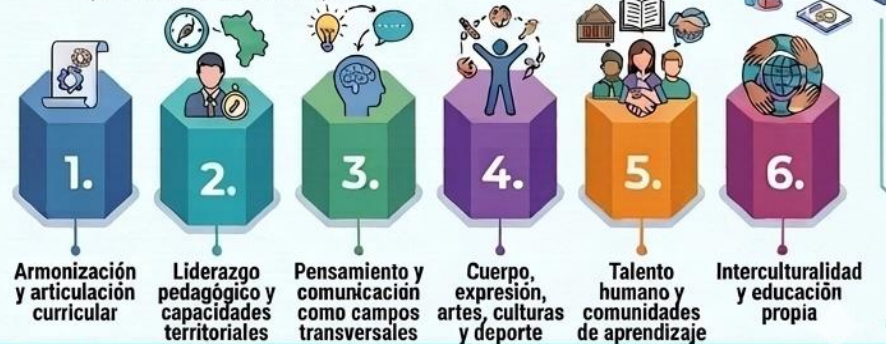 1.
Armonización
y articulación
curricular
2.
Liderazgo
pedagógico y
capacidades
territoriales
3.
Pensamiento y
comunicación
como campos
transversales
4.
Cuerpo,
expresión,
artes, culturas
y deporte
5.
Talento
humano y
comunidades
de aprendizaje
6.
Interculturalidad
y educación
propia